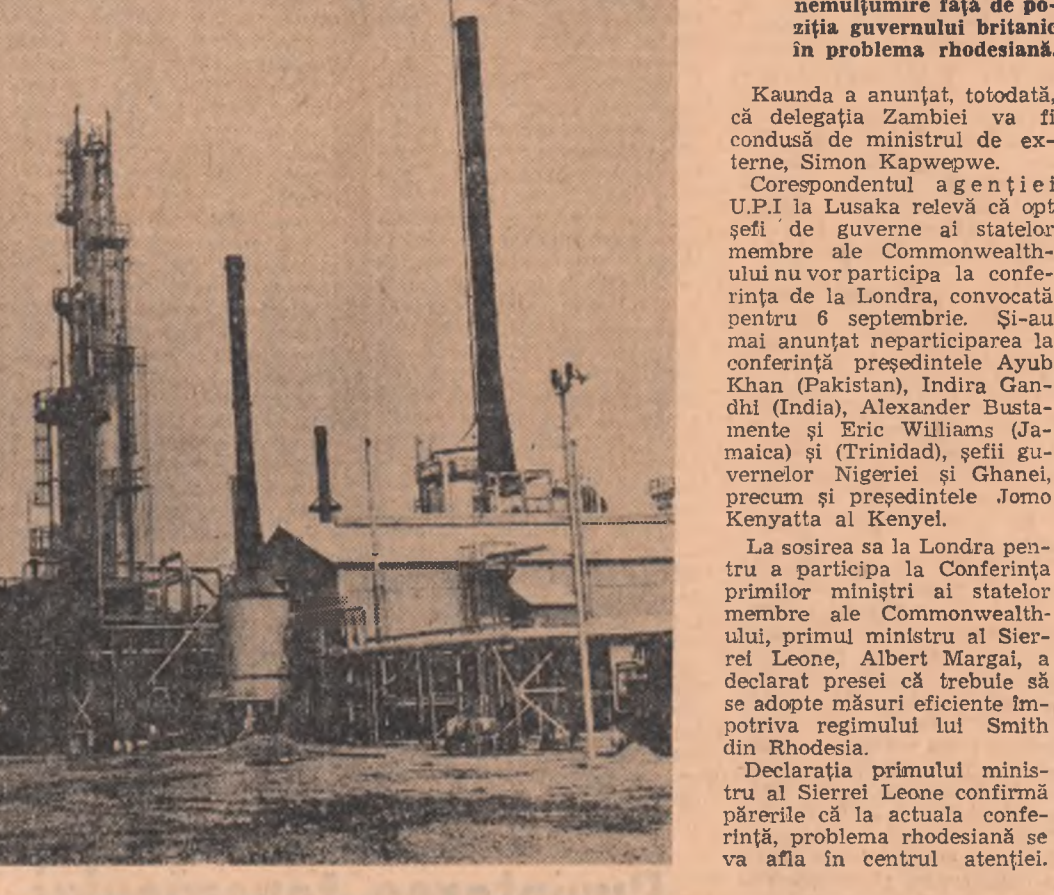 nemulțumire față de po-
ziția guvernului britanic
în problema rhodesiană.
Kaunda a anunțat, totodată,
că delegația Zambiei va fi
condusă de ministrul de ex-
terne, Simon Kapwepwe.
Corespondentul agenției
U.P.I la Lusaka relevă că opt
șefi de guverne ai statelor
membre ale Commonwealth-
ului nu vor participa la confe-
rința de la Londra, convocată
pentru 6 septembrie. Și-au
mai anunțat neparticiparea la
conferință președintele Ayub
Khan (Pakistan), Indira Gan-
dhi (India), Alexander Busta-
mente și Eric Williams (Ja-
maica) și (Trinidad), șefii gu-
vernelor Nigeriei și Ghanei,
precum și președintele Jomo
Kenyatta al Kenyei.
La sosirea sa la Londra pen-
tru a participa la Conferința
primilor miniștri ai statelor
membre ale Commonwealth-
ului, primul ministru al Sier-
rei Leone, Albert Margai, a
declarat presei că trebuie să
se adopte măsuri eficiente îm-
potriva regimului lui Smith
din Rhodesia.
Declarația primului minis-
tru al Sierrei Leone confirmă
părerile că la actuala confe-
rință, problema rhodesiană se
va afla în centrul atenției.